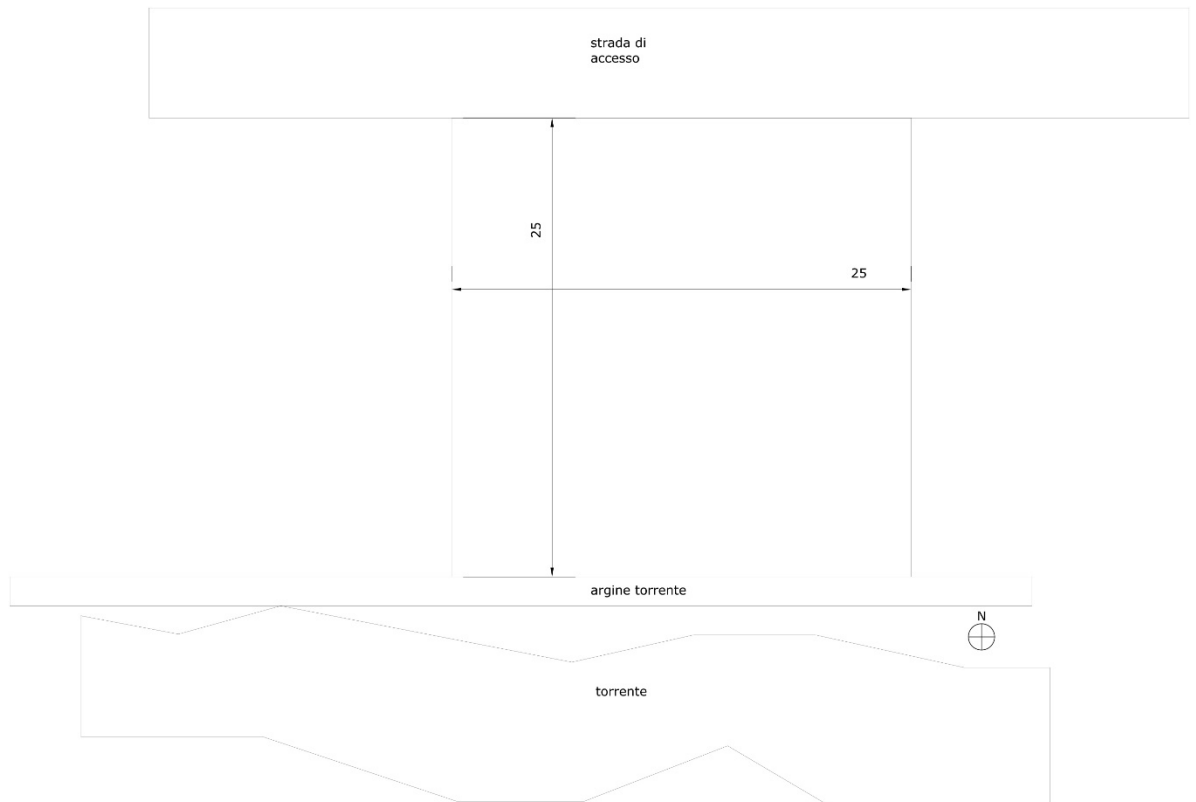 strada di
accesso
25
25
argine torrente
N
torrente